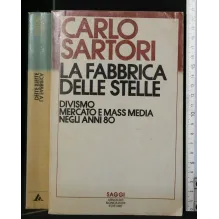 CARLO
SARTORI
LA FABBRICA
DELLE STELLE
DIVISMO
MERCATO E MASS MEDIA
NEGLI ANNI 80
SAGGI